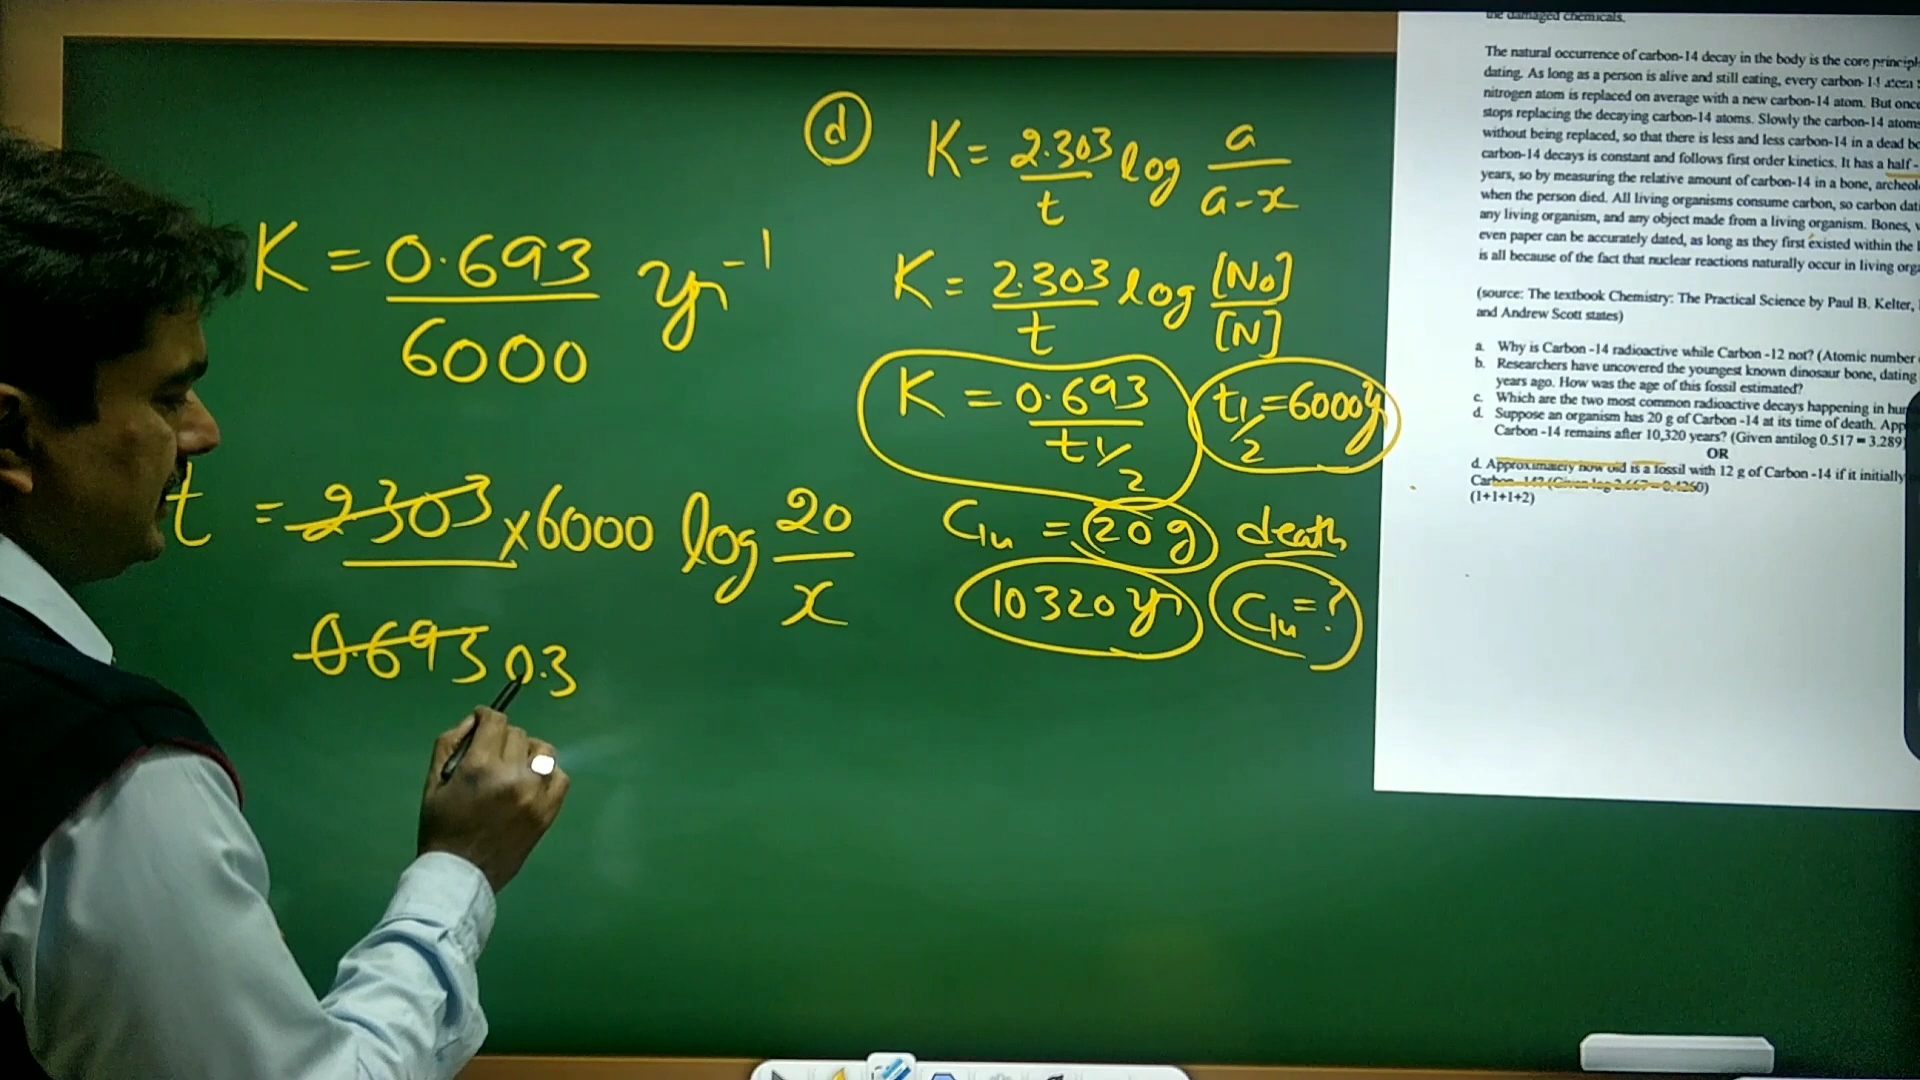 K = 0.693 / 6000 yr-1
t = 2303 / 0.693 × 6000 log 20 / x
0.3
d
K = 2.303 / t log a / a-x
K = 2.303 / t log [No] / [N]
K = 0.693 / t1/2
t1/2 = 6000y
C14 = 20 g death
10320 yr C14 = ?
the damaged chemicals.
The natural occurrence of carbon-14 decay in the body is the core
dating. As long as a person is alive and still eating, every carbon-14
nitrogen atom is replaced on average with a new carbon-14 atom. But once
stops replacing the decaying carbon-14 atoms. Slowly the carbon-14 atoms
without being replaced, so that there is less and less carbon-14 in a dead
carbon-14 decays is constant and follows first order kinetics. It has a half-
years, so by measuring the relative amount of carbon-14 in a bone,
when the person died. All living organisms consume carbon, so carbon
any living organism, and any object made from a living organism. Bones,
even paper can be accurately dated, as long as they first existed within the
is all because of the fact that nuclear reactions naturally occur in living
(source: The textbook Chemistry: The Practical Science by Paul B. Kelter,
and Andrew Scott states)
a. Why is Carbon -14 radioactive while Carbon -12 not? (Atomic number
b. Researchers have uncovered the youngest known dinosaur bone, dating
years ago. How was the age of this fossil estimated?
c. Which are the two most common radioactive decays happening in
d. Suppose an organism has 20 g of Carbon -14 at its time of death.
Carbon -14 remains after 10,320 years? (Given antilog 0.517 = 3.289)
OR
d. Approximately how old is a fossil with 12 g of Carbon -14 if it initially
Carbon -14? (Given log 2.667 = 0.4260)
(1+1+1+2)